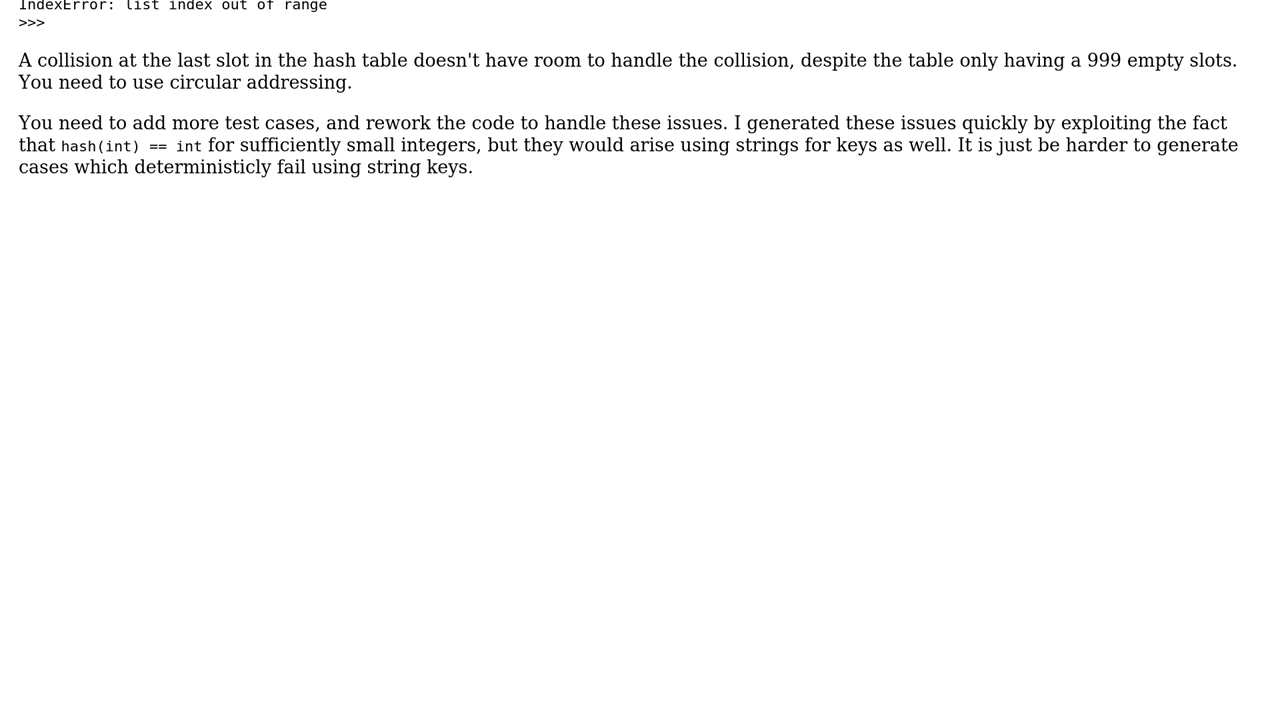 IndexError: list index out of range
>>>
A collision at the last slot in the hash table doesn't have room to handle the collision, despite the table only having a 999 empty slots.
You need to use circular addressing.
You need to add more test cases, and rework the code to handle these issues. I generated these issues quickly by exploiting the fact
that hash(int) == int for sufficiently small integers, but they would arise using strings for keys as well. It is just be harder to generate
cases which deterministicly fail using string keys.